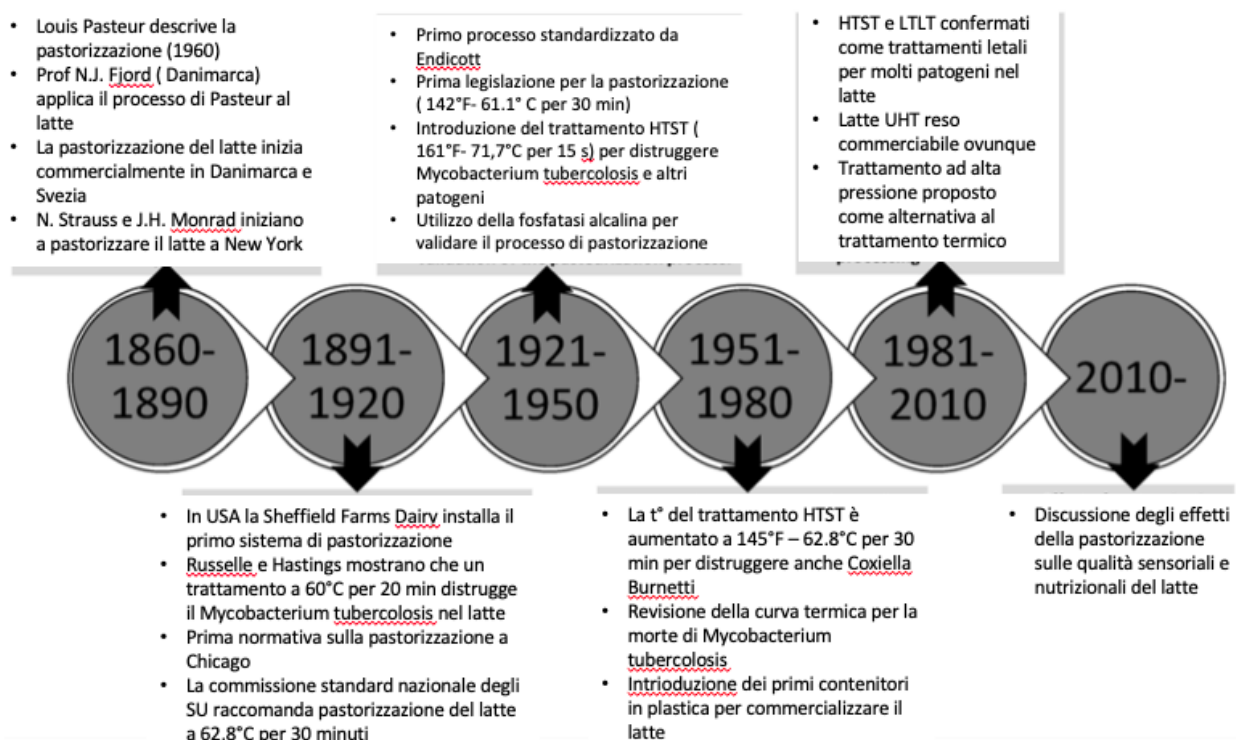 • Louis Pasteur descrive la
pastorizzazione (1960)
• Prof N.J. Fjord ( Danimarca)
applica il processo di Pasteur al
latte
• La pastorizzazione del latte inizia
commercialmente in Danimarca e
Svezia
• N. Strauss e J.H. Monrad iniziano
a pastorizzare il latte a New York
• Primo processo standardizzato da
Endicott
• Prima legislazione per la pastorizzazione
( 142°F- 61.1° C per 30 min)
• Introduzione del trattamento HTST (
161°F- 71,7°C per 15 s) per distruggere
Mycobacterium tubercolosis e altri
patogeni
• Utilizzo della fosfatasi alcalina per
validare il processo di pastorizzazione
• HTST e LTLT confermati
come trattamenti letali
per molti patogeni nel
latte
• Latte UHT reso
commerciabile ovunque
• Trattamento ad alta
pressione proposto
come alternativa al
trattamento termico
1860-
1890
1891-
1920
1921-
1950
1951-
1980
1981-
2010
2010-
• In USA la Sheffield Farms Dairy installa il
primo sistema di pastorizzazione
• Russelle e Hastings mostrano che un
trattamento a 60°C per 20 min distrugge
il Mycobacterium tubercolosis nel latte
• Prima normativa sulla pastorizzazione a
Chicago
• La commissione standard nazionale degli
SU raccomanda pastorizzazione del latte
a 62.8°C per 30 minuti
• La t° del trattamento HTST è
aumentato a 145°F – 62.8°C per 30
min per distruggere anche Coxiella
Burnetti
• Revisione della curva termica per la
morte di Mycobacterium
tubercolosis
• Intrioduzione dei primi contenitori
in plastica per commercializzare il
latte
• Discussione degli effetti
della pastorizzazione
sulle qualità sensoriali e
nutrizionali del latte